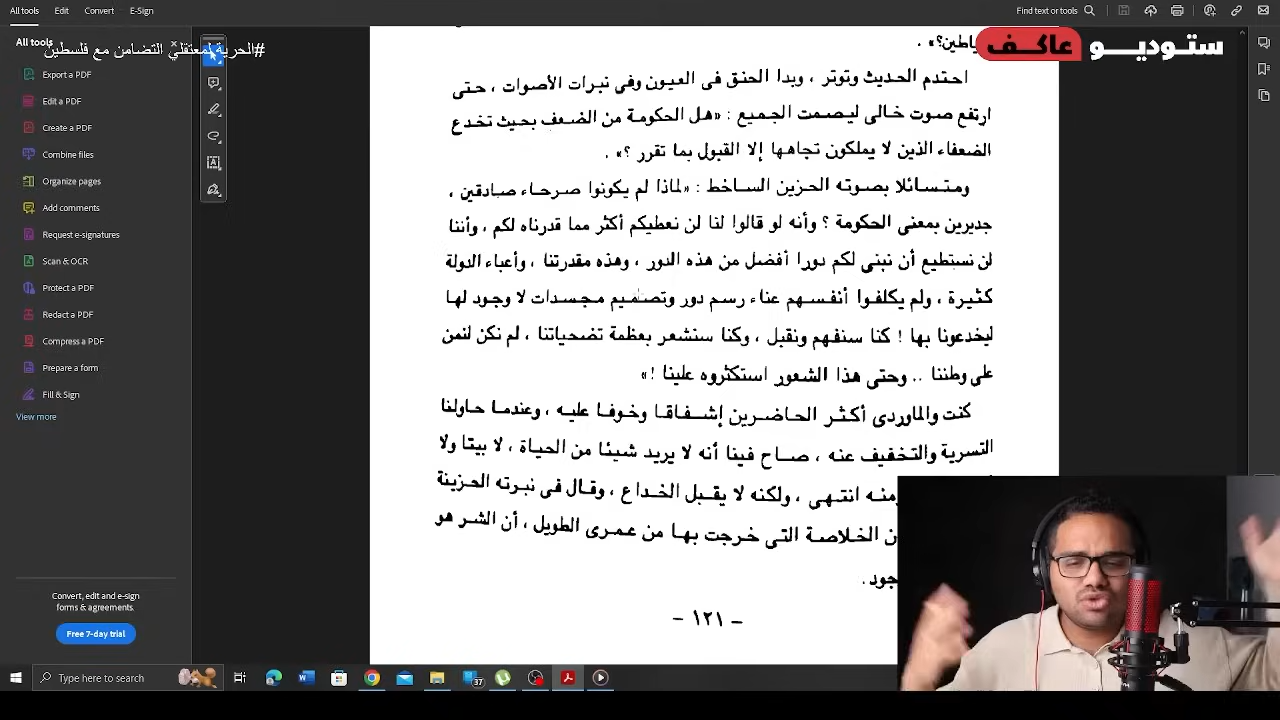 All tools
Edit
Convert
E-Sign
Find text or tools
All tools
#الحرية لمعتقلي التضامن مع فلسطين
ستوديو عاكف
Export a PDF
Edit a PDF
Create a PDF
Combine files
Organize pages
Add comments
Request e-signatures
Scan & OCR
Protect a PDF
Redact a PDF
Compress a PDF
Prepare a form
Fill & Sign
View more
Convert, edit and e-sign
forms & agreements.
Free 7-day trial
احتدم الحديث وتوتر ، وبدا الحنق فى العيون وفى نبرات الأصوات ، حتى
ارتفع صوت خالى ليصمت الجميع : «هل الحكومة من الضعف بحيث تخدع
الضعفاء الذين لا يملكون تجاهها إلا القبول بما تقرر ؟» .
ومتسائلا بصوته الحزين الساخط : «لماذا لم يكونوا صرحاء صادقين ،
جديرين بمعنى الحكومة ؟ وأنه لو قالوا لنا لن نعطيكم أكثر مما قدرناه لكم ، وأننا
لن نستطيع أن نبنى لكم دورا أفضل من هذه الدور ، وهذه مقدرتنا ، وأعباء الدولة
كثيرة ، ولم يكلفوا أنفسهم عناء رسم دور وتصميم مجسدات لا وجود لها
ليخدعونا بها ! كنا سنفهم ونقبل ، وكنا سنشعر بعظمة تضحياتنا ، لم نكن لنمن
على وطننا .. وحتى هذا الشعور استكثروه علينا !»
كنت والماوردى أكثر الحاضرين إشفاقا وخوفا عليه ، وعندما حاولنا
التسرية والتخفيف عنه ، صاح فينا أنه لا يريد شيئا من الحياة ، لا بيتا ولا
انتهى ، ولكنه لا يقبل الخداع ، وقال فى نبرته الحزينة
الخلاصة التى خرجت بها من عمرى الطويل ، أن الشر هو
- ١٢١ -
Type here to search
37